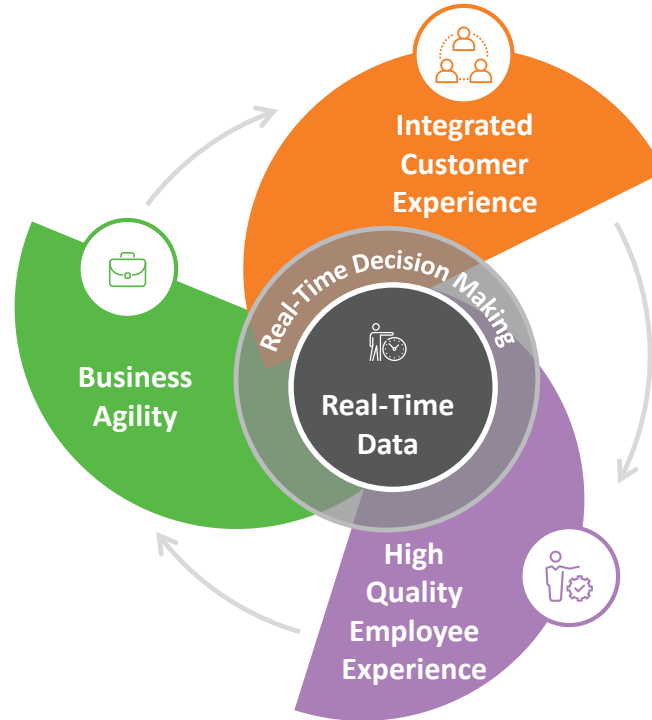 Integrated
Customer
Experience
Real-Time Decision Making
Real-Time
Data
Business
Agility
High
Quality
Employee
Experience